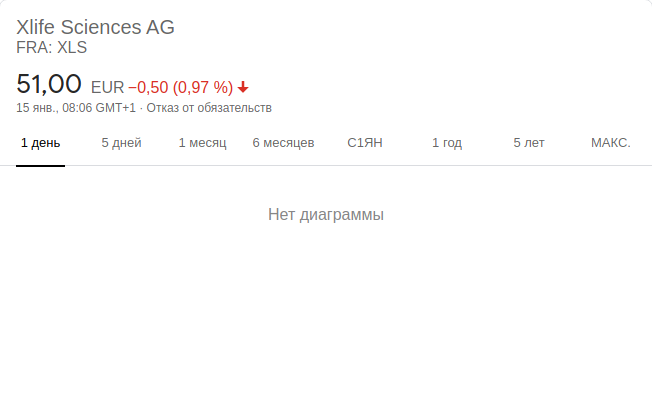 Xlife Sciences AG
FRA: XLS
51,00 EUR −0,50 (0,97 %)
15 янв., 08:06 GMT+1 · Отказ от обязательств
1 день 5 дней 1 месяц 6 месяцев С1ЯН 1 год 5 лет МАКС.
Нет диаграммы